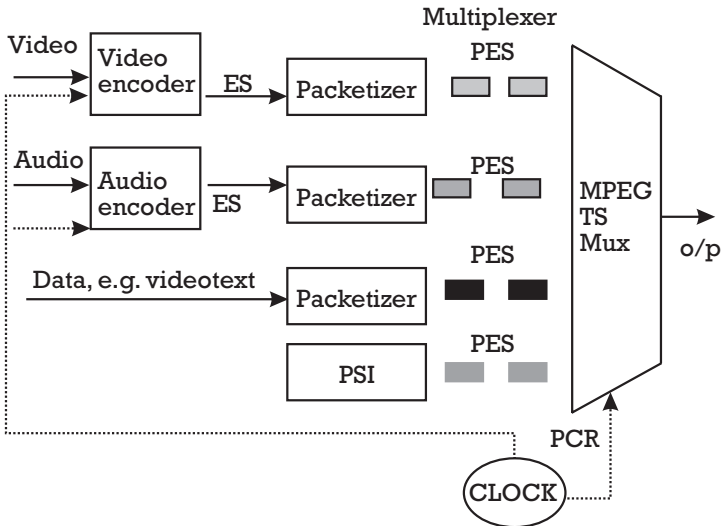 Multiplexer
Video
Video
encoder
ES
Packetizer
PES
Audio
Audio
encoder
ES
Packetizer
PES
MPEG
TS
Mux
o/p
Data, e.g. videotext
Packetizer
PES
PSI
PES
PCR
CLOCK